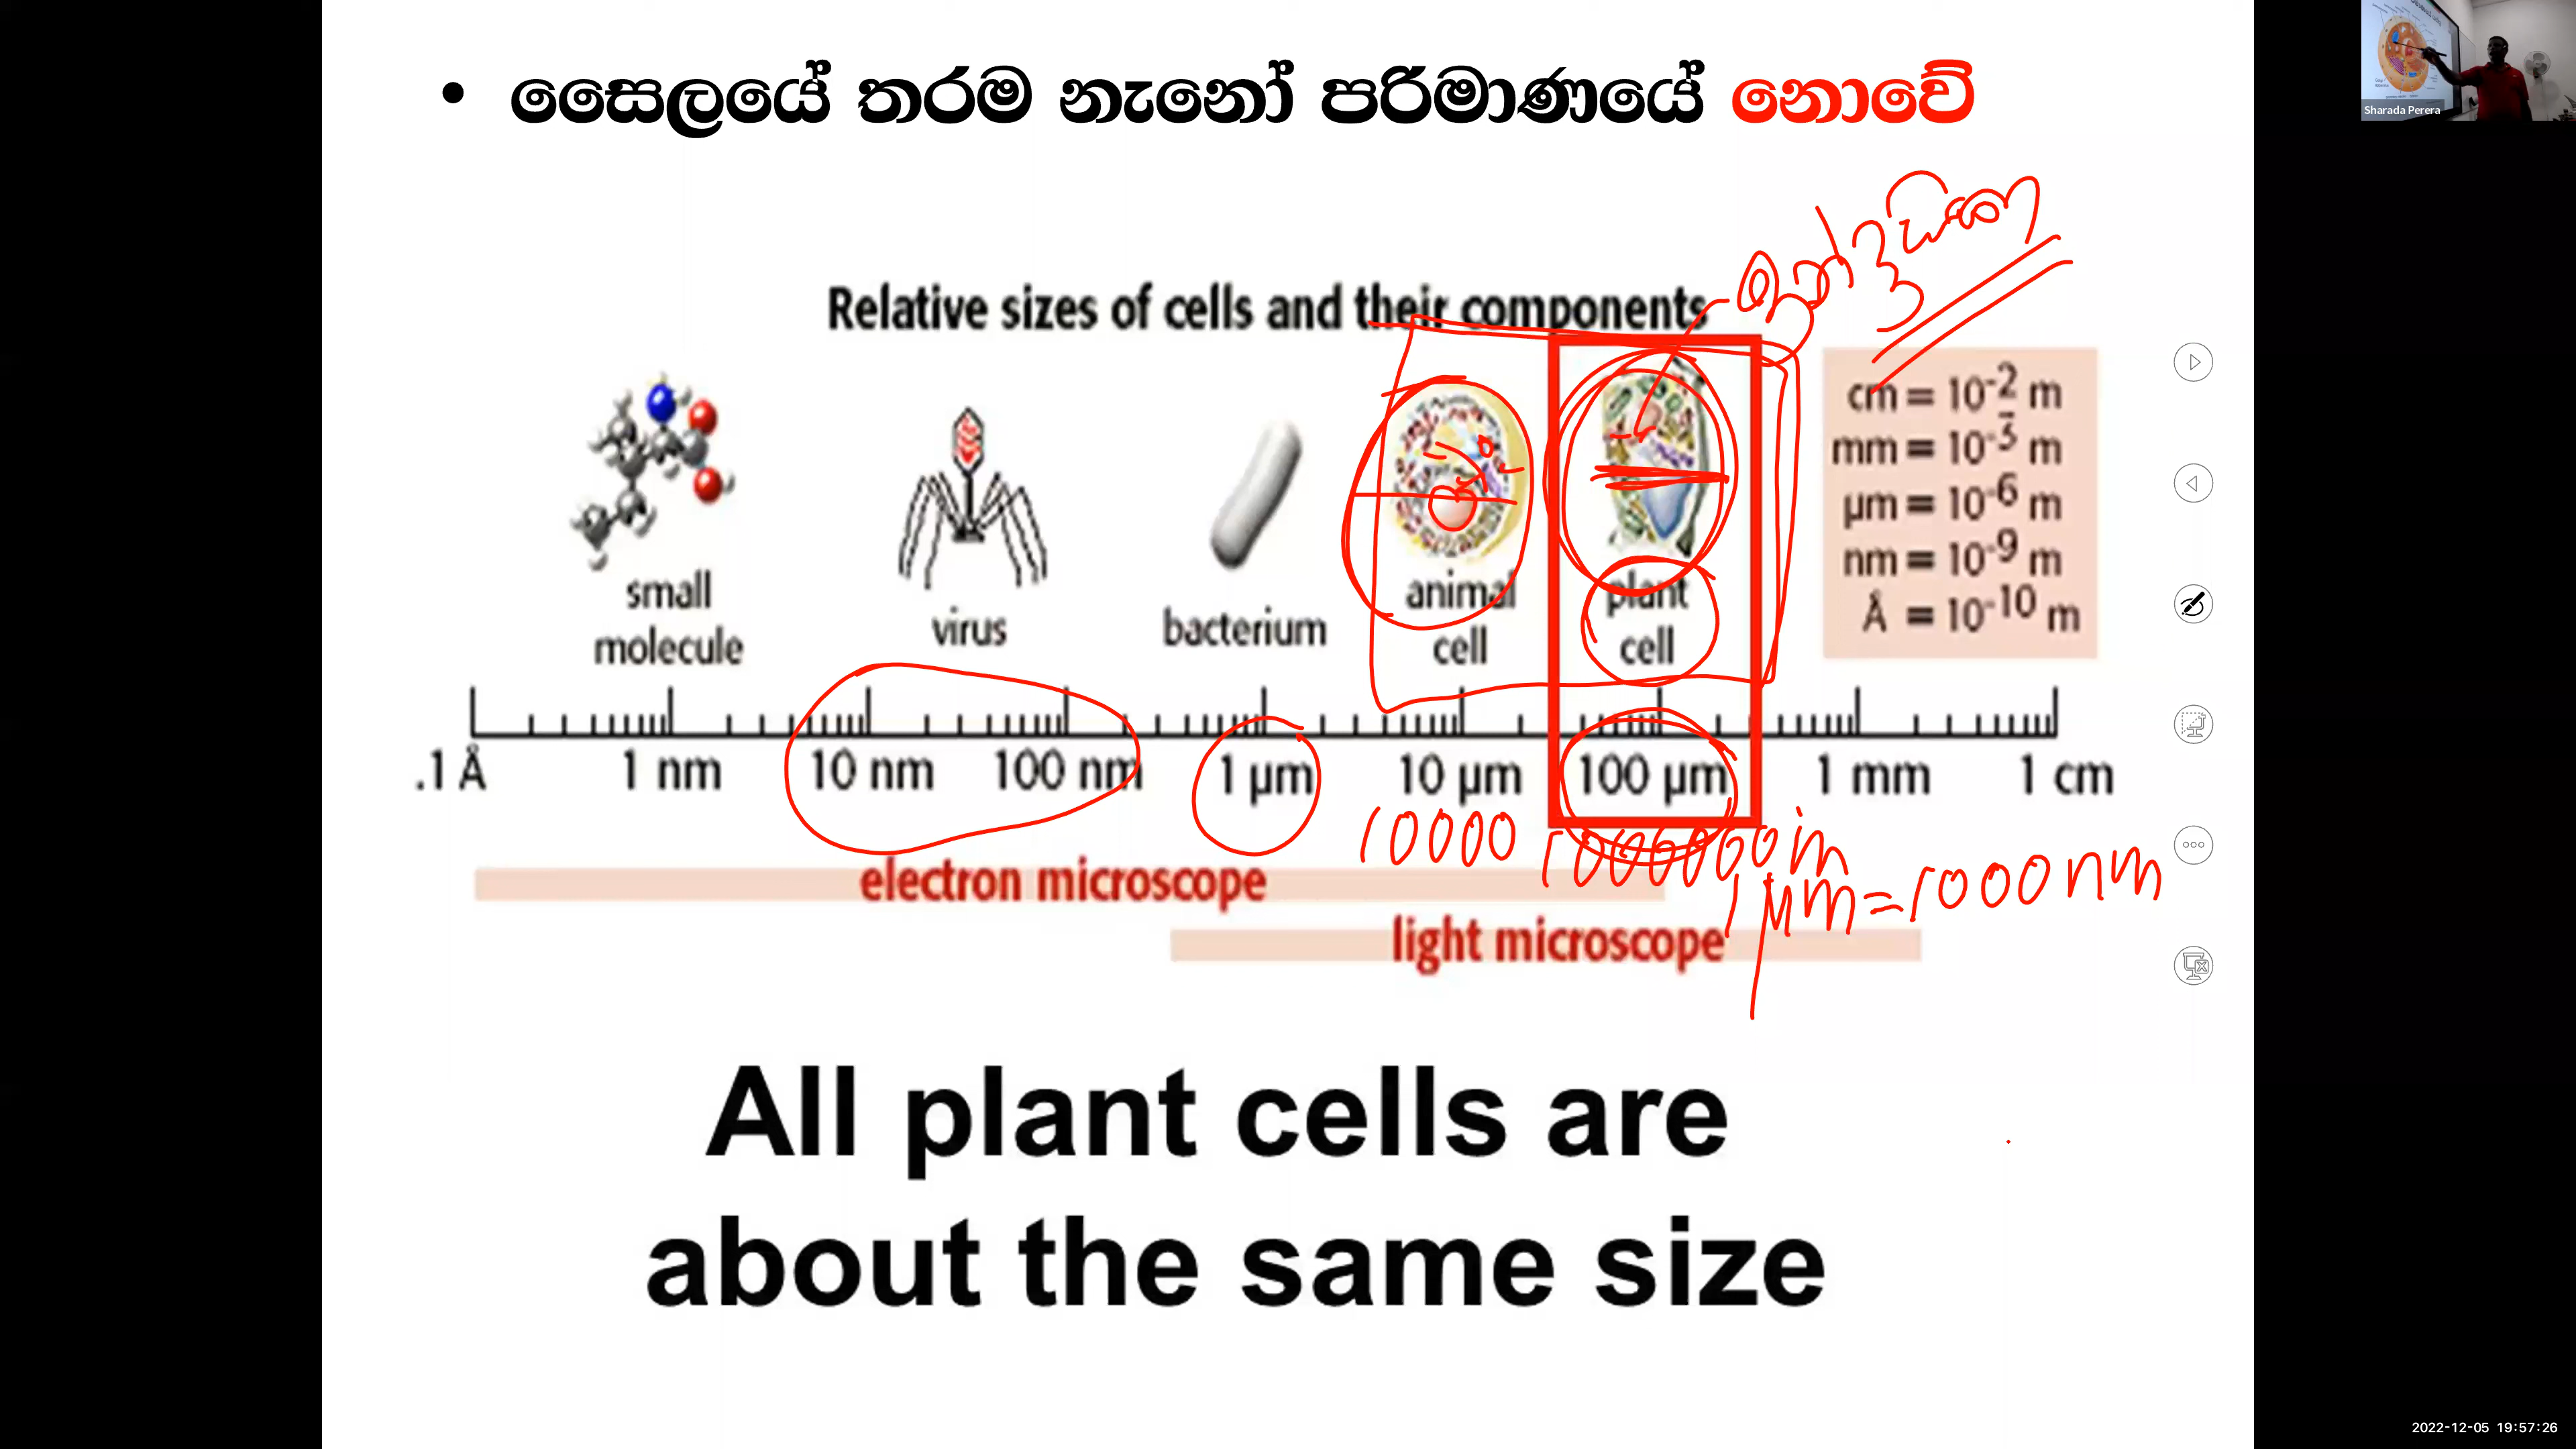 • සෛලයේ තරම නැනෝ පරිමාණයේ නොවේ
Sharada Perera
Relative sizes of cells and their components
small molecule
virus
bacterium
animal cell
plant cell
cm = 10-2 m
mm = 10-3 m
µm = 10-6 m
nm = 10-9 m
Å = 10-10 m
.1 Å 1 nm 10 nm 100 nm 1 µm 10 µm 100 µm 1 mm 1 cm
10000
1µm=1000nm
electron microscope
light microscope
All plant cells are
about the same size
2022-12-05 19:57:26